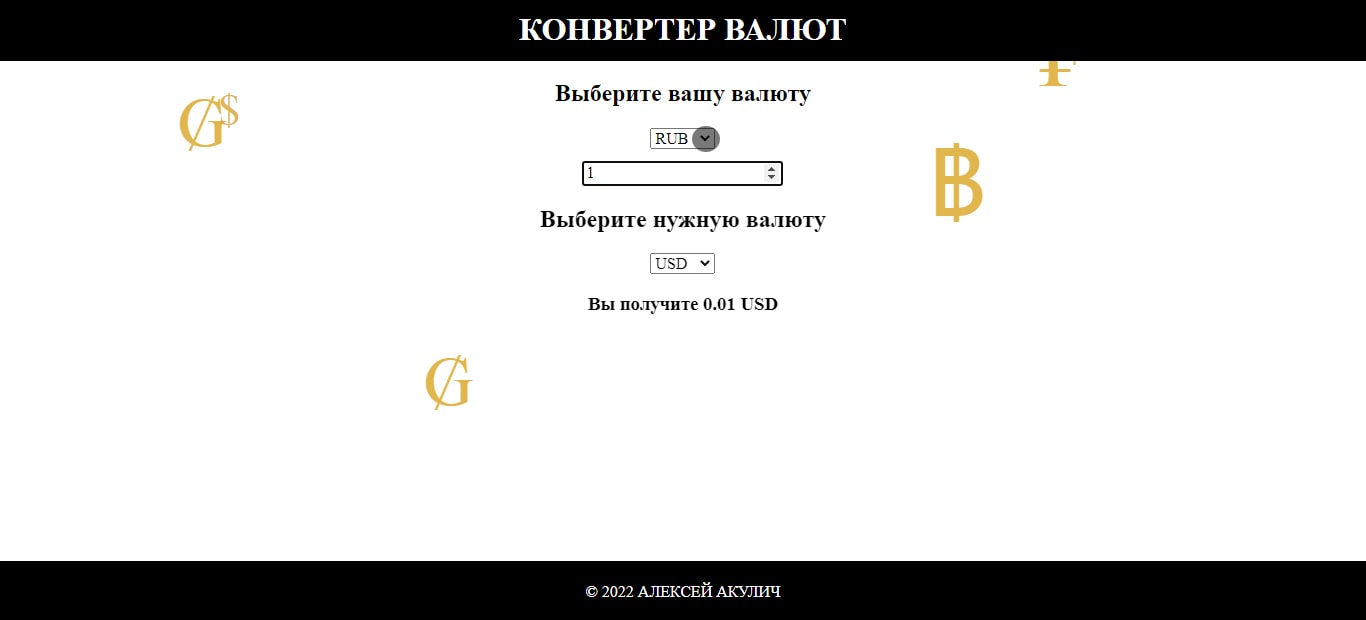 КОНВЕРТЕР ВАЛЮТ
Выберите вашу валюту
₲$
RUB
฿
1
Выберите нужную валюту
USD
Вы получите 0.01 USD
₲
© 2022 АЛЕКСЕЙ АКУЛИЧ